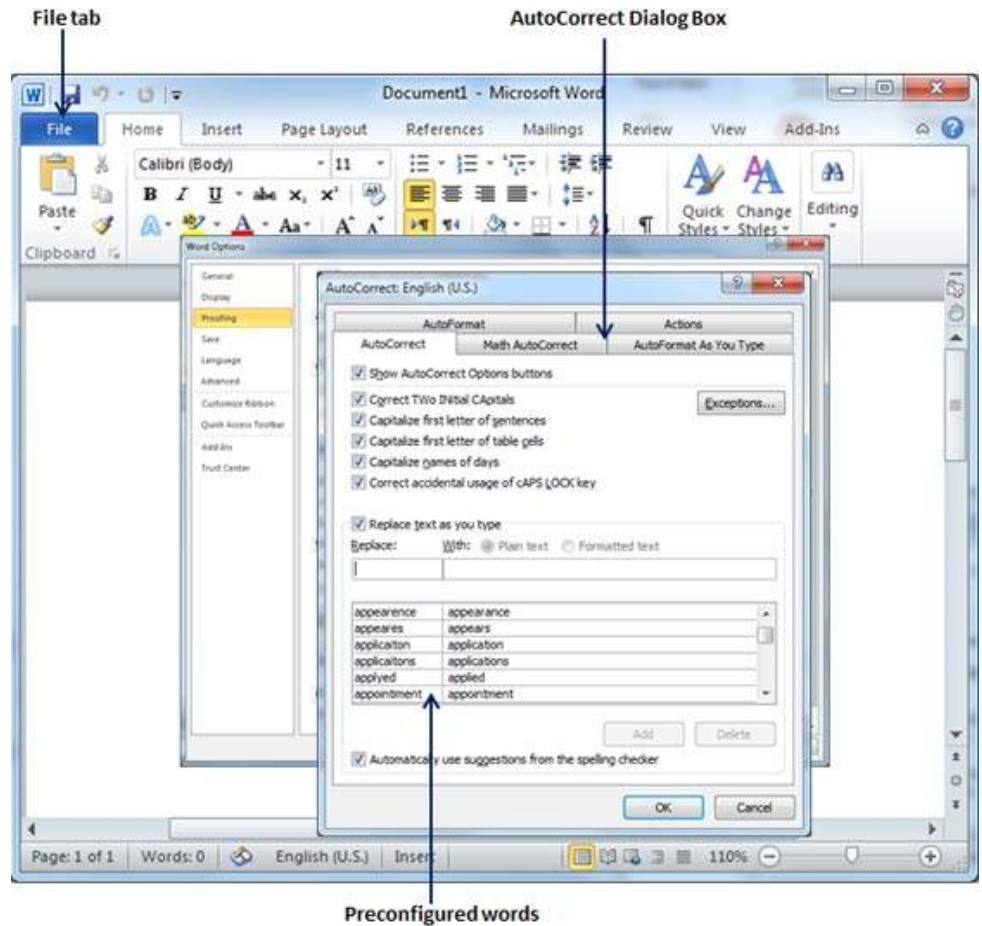 File tab
AutoCorrect Dialog Box
Document1 - Microsoft Word
File Home Insert Page Layout References Mailings Review View Add-Ins
Calibri (Body) 11
B I U abc x₂ x²
Paste
A ab A Aa A A
Quick Styles
Change Styles
Editing
Clipboard
Word Options
General
Display
Proofing
Save
Language
Advanced
Customize Ribbon
Quick Access Toolbar
Add-Ins
Trust Center
AutoCorrect: English (U.S.)
AutoFormat Actions
AutoCorrect Math AutoCorrect AutoFormat As You Type
Show AutoCorrect Options buttons
Correct TWo INitial CApitals
Exceptions...
Capitalize first letter of sentences
Capitalize first letter of table cells
Capitalize names of days
Correct accidental usage of cAPS LOCK key
Replace text as you type
Replace: With: Plain text Formatted text
appearence appearance
appeares appears
applicaiton application
applicaitons applications
applyed applied
appointment appointment
Add Delete
Automatically use suggestions from the spelling checker
OK Cancel
Page: 1 of 1 Words: 0 English (U.S.) Insert 110%
Preconfigured words